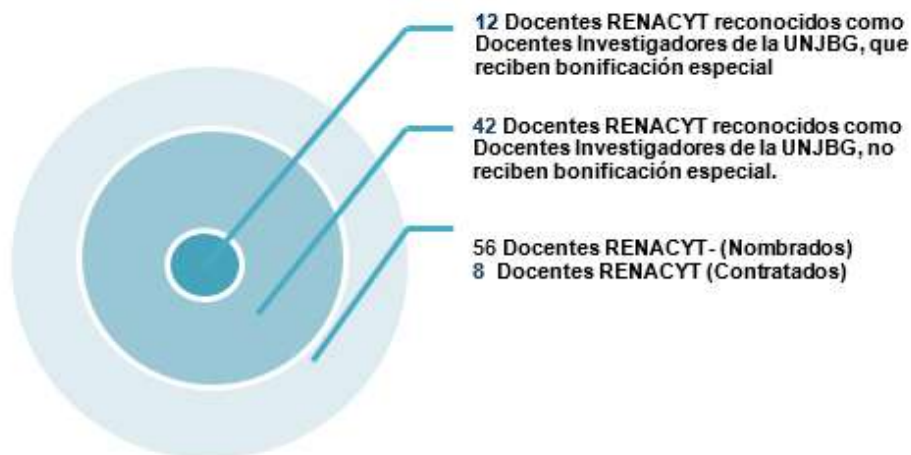 12 Docentes RENACYT reconocidos como
Docentes Investigadores de la UNJBG, que
reciben bonificación especial
42 Docentes RENACYT reconocidos como
Docentes Investigadores de la UNJBG, no
reciben bonificación especial.
56 Docentes RENACYT- (Nombrados)
8 Docentes RENACYT (Contratados)